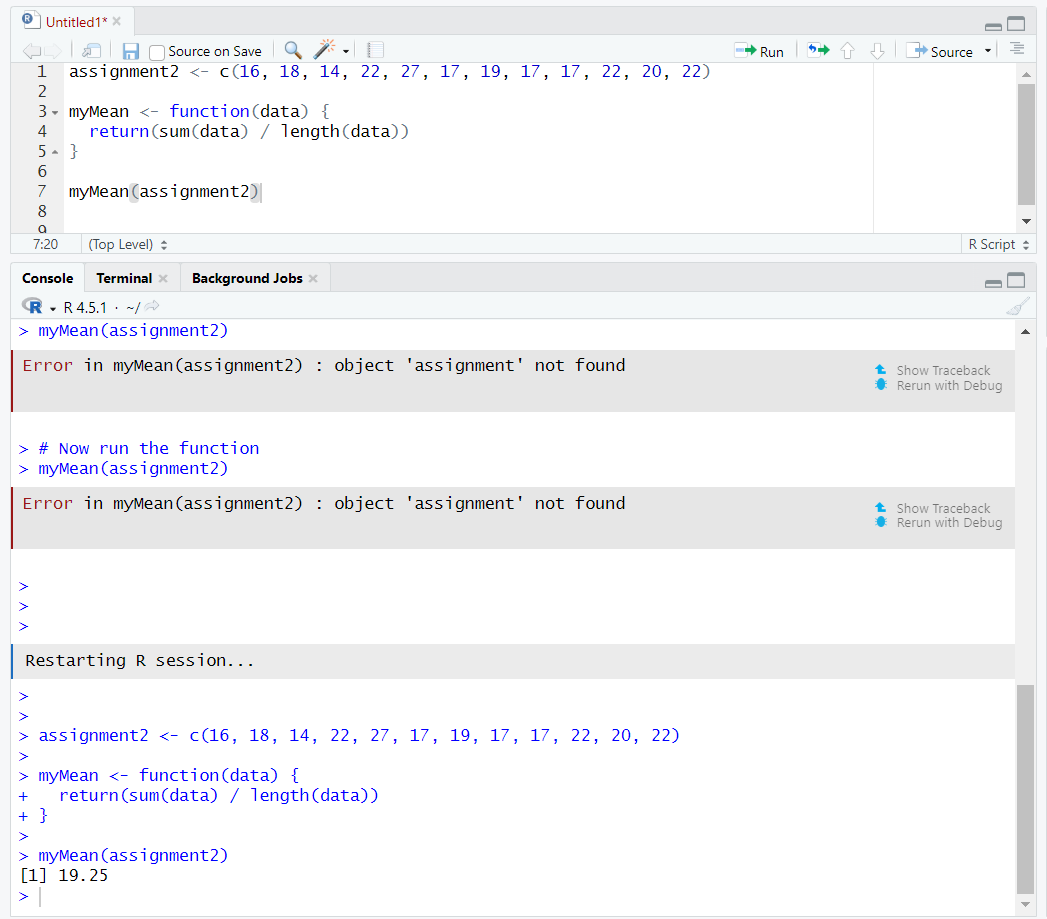 Untitled1*
Source on Save
Run
Source
1 assignment2 <- c(16, 18, 14, 22, 27, 17, 19, 17, 17, 22, 20, 22)
2
3 myMean <- function(data) {
4   return(sum(data) / length(data))
5 }
6
7 myMean(assignment2)
8
9
7:20 (Top Level) R Script
Console Terminal Background Jobs
R R 4.5.1 · ~/
> myMean(assignment2)
Error in myMean(assignment2) : object 'assignment' not found
Show Traceback
Rerun with Debug
> # Now run the function
> myMean(assignment2)
Error in myMean(assignment2) : object 'assignment' not found
Show Traceback
Rerun with Debug
>
>
>
Restarting R session...
>
>
> assignment2 <- c(16, 18, 14, 22, 27, 17, 19, 17, 17, 22, 20, 22)
>
> myMean <- function(data) {
+   return(sum(data) / length(data))
+ }
>
> myMean(assignment2)
[1] 19.25
>